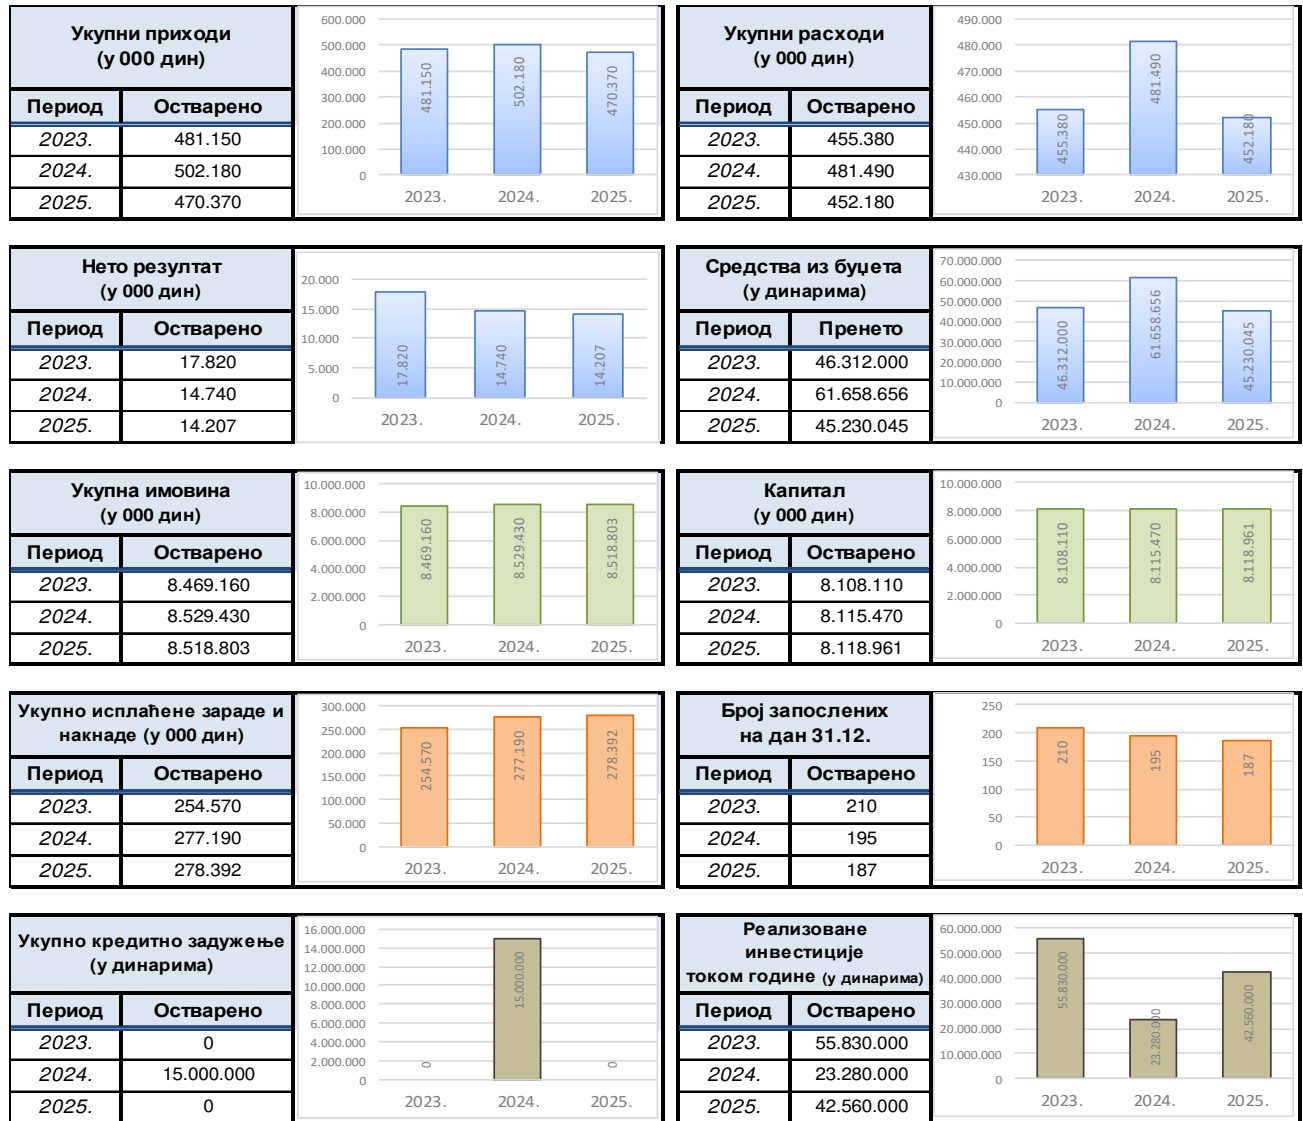 Укупни приходи
(у 000 дин)
Период Остварено
2023. 481.150
2024. 502.180
2025. 470.370
600.000
500.000
400.000
300.000
200.000
100.000
0
481.150 502.180 470.370
2023. 2024. 2025.
Укупни расходи
(у 000 дин)
Период Остварено
2023. 455.380
2024. 481.490
2025. 452.180
490.000
480.000
470.000
460.000
450.000
440.000
430.000
455.380 481.490 452.180
2023. 2024. 2025.
Нето резултат
(у 000 дин)
Период Остварено
2023. 17.820
2024. 14.740
2025. 14.207
20.000
15.000
10.000
5.000
0
17.820 14.740 14.207
2023. 2024. 2025.
Средства из буџета
(у динарима)
Период Пренето
2023. 46.312.000
2024. 61.658.656
2025. 45.230.045
70.000.000
60.000.000
50.000.000
40.000.000
30.000.000
20.000.000
10.000.000
0
46.312.000 61.658.656 45.230.045
2023. 2024. 2025.
Укупна имовина
(у 000 дин)
Период Остварено
2023. 8.469.160
2024. 8.529.430
2025. 8.518.803
10.000.000
8.000.000
6.000.000
4.000.000
2.000.000
0
8.469.160 8.529.430 8.518.803
2023. 2024. 2025.
Капитал
(у 000 дин)
Период Остварено
2023. 8.108.110
2024. 8.115.470
2025. 8.118.961
10.000.000
8.000.000
6.000.000
4.000.000
2.000.000
0
8.108.110 8.115.470 8.118.961
2023. 2024. 2025.
Укупно исплаћене зараде и
накнаде (у 000 дин)
Период Остварено
2023. 254.570
2024. 277.190
2025. 278.392
300.000
250.000
200.000
150.000
100.000
50.000
0
254.570 277.190 278.392
2023. 2024. 2025.
Број запослених
на дан 31.12.
Период Остварено
2023. 210
2024. 195
2025. 187
250
200
150
100
50
0
210 195 187
2023. 2024. 2025.
Укупно кредитно задужење
(у динарима)
Период Остварено
2023. 0
2024. 15.000.000
2025. 0
16.000.000
14.000.000
12.000.000
10.000.000
8.000.000
6.000.000
4.000.000
2.000.000
0
0 15.000.000 0
2023. 2024. 2025.
Реализоване
инвестиције
током године (у динарима)
Период Остварено
2023. 55.830.000
2024. 23.280.000
2025. 42.560.000
60.000.000
50.000.000
40.000.000
30.000.000
20.000.000
10.000.000
0
55.830.000 23.280.000 42.560.000
2023. 2024. 2025.